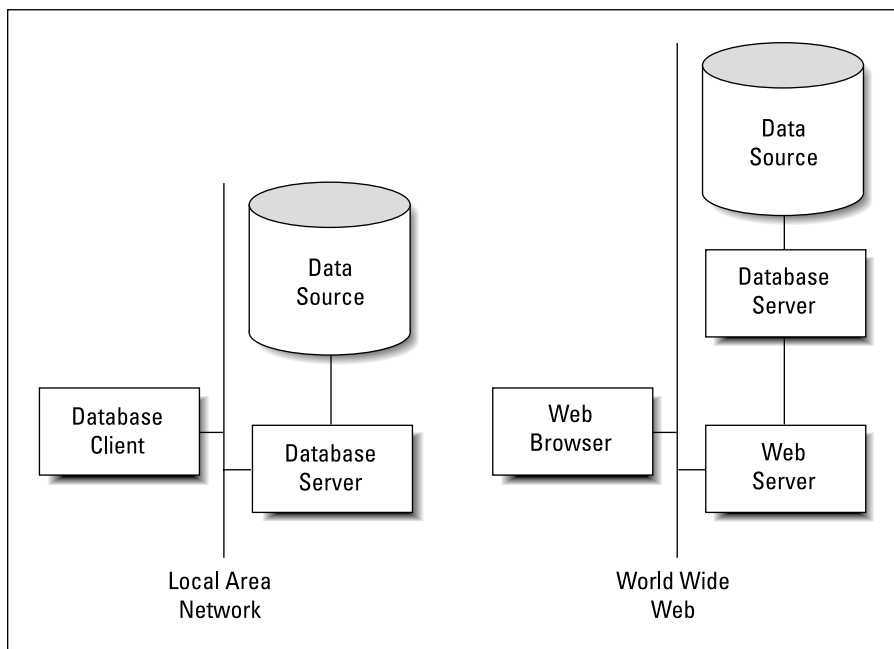 Data
Source
Database
Client
Database
Server
Local Area
Network
Data
Source
Database
Server
Web
Browser
Web
Server
World Wide
Web